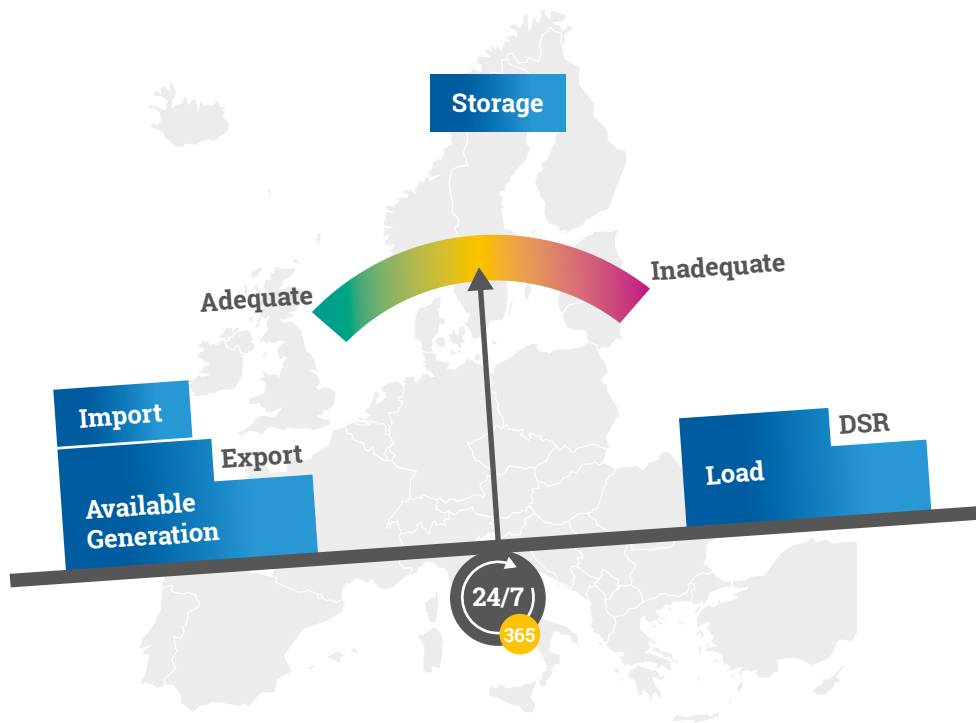 Storage
Adequate
Inadequate
Import
Export
Available
Generation
DSR
Load
24/7
365